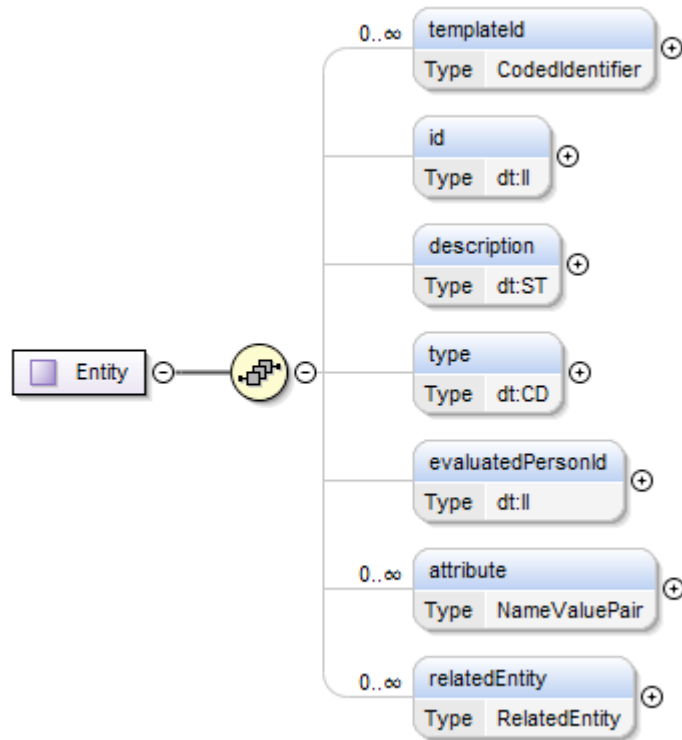 0..∞ templateId
Type CodedIdentifier
id
Type dt:II
description
Type dt:ST
Entity
type
Type dt:CD
evaluatedPersonId
Type dt:II
0..∞ attribute
Type NameValuePair
0..∞ relatedEntity
Type RelatedEntity